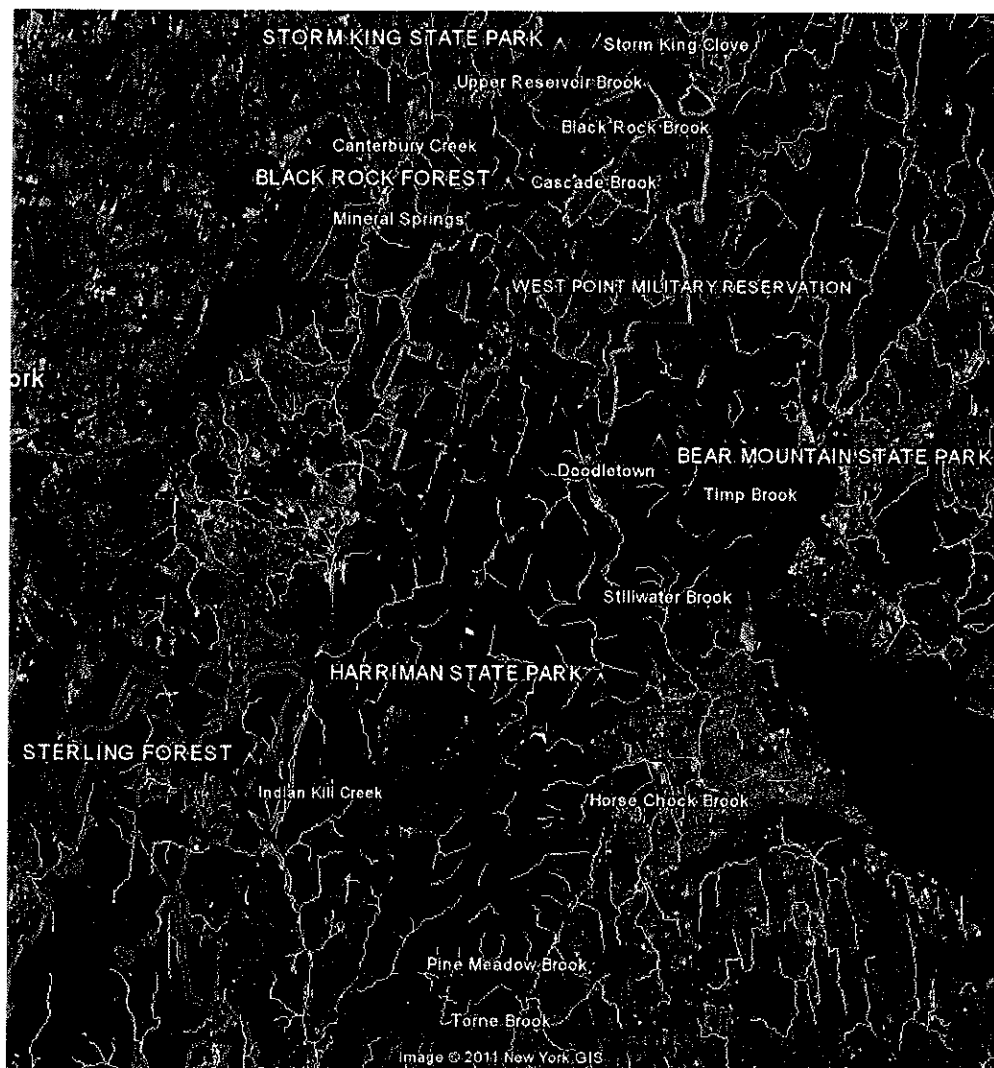 STORM KING STATE PARK
Storm King Clove
Upper Reservoir Brook
Black Rock Brook
Canterbury Creek
BLACK ROCK FOREST
Cascade Brook
Mineral Springs
WEST POINT MILITARY RESERVATION
ork
BEAR MOUNTAIN STATE PARK
Doodletown
Timp Brook
Stillwater Brook
HARRIMAN STATE PARK
STERLING FOREST
Indian Kill Creek
Horse Chock Brook
Pine Meadow Brook
Torne Brook
Image © 2011 New York GIS